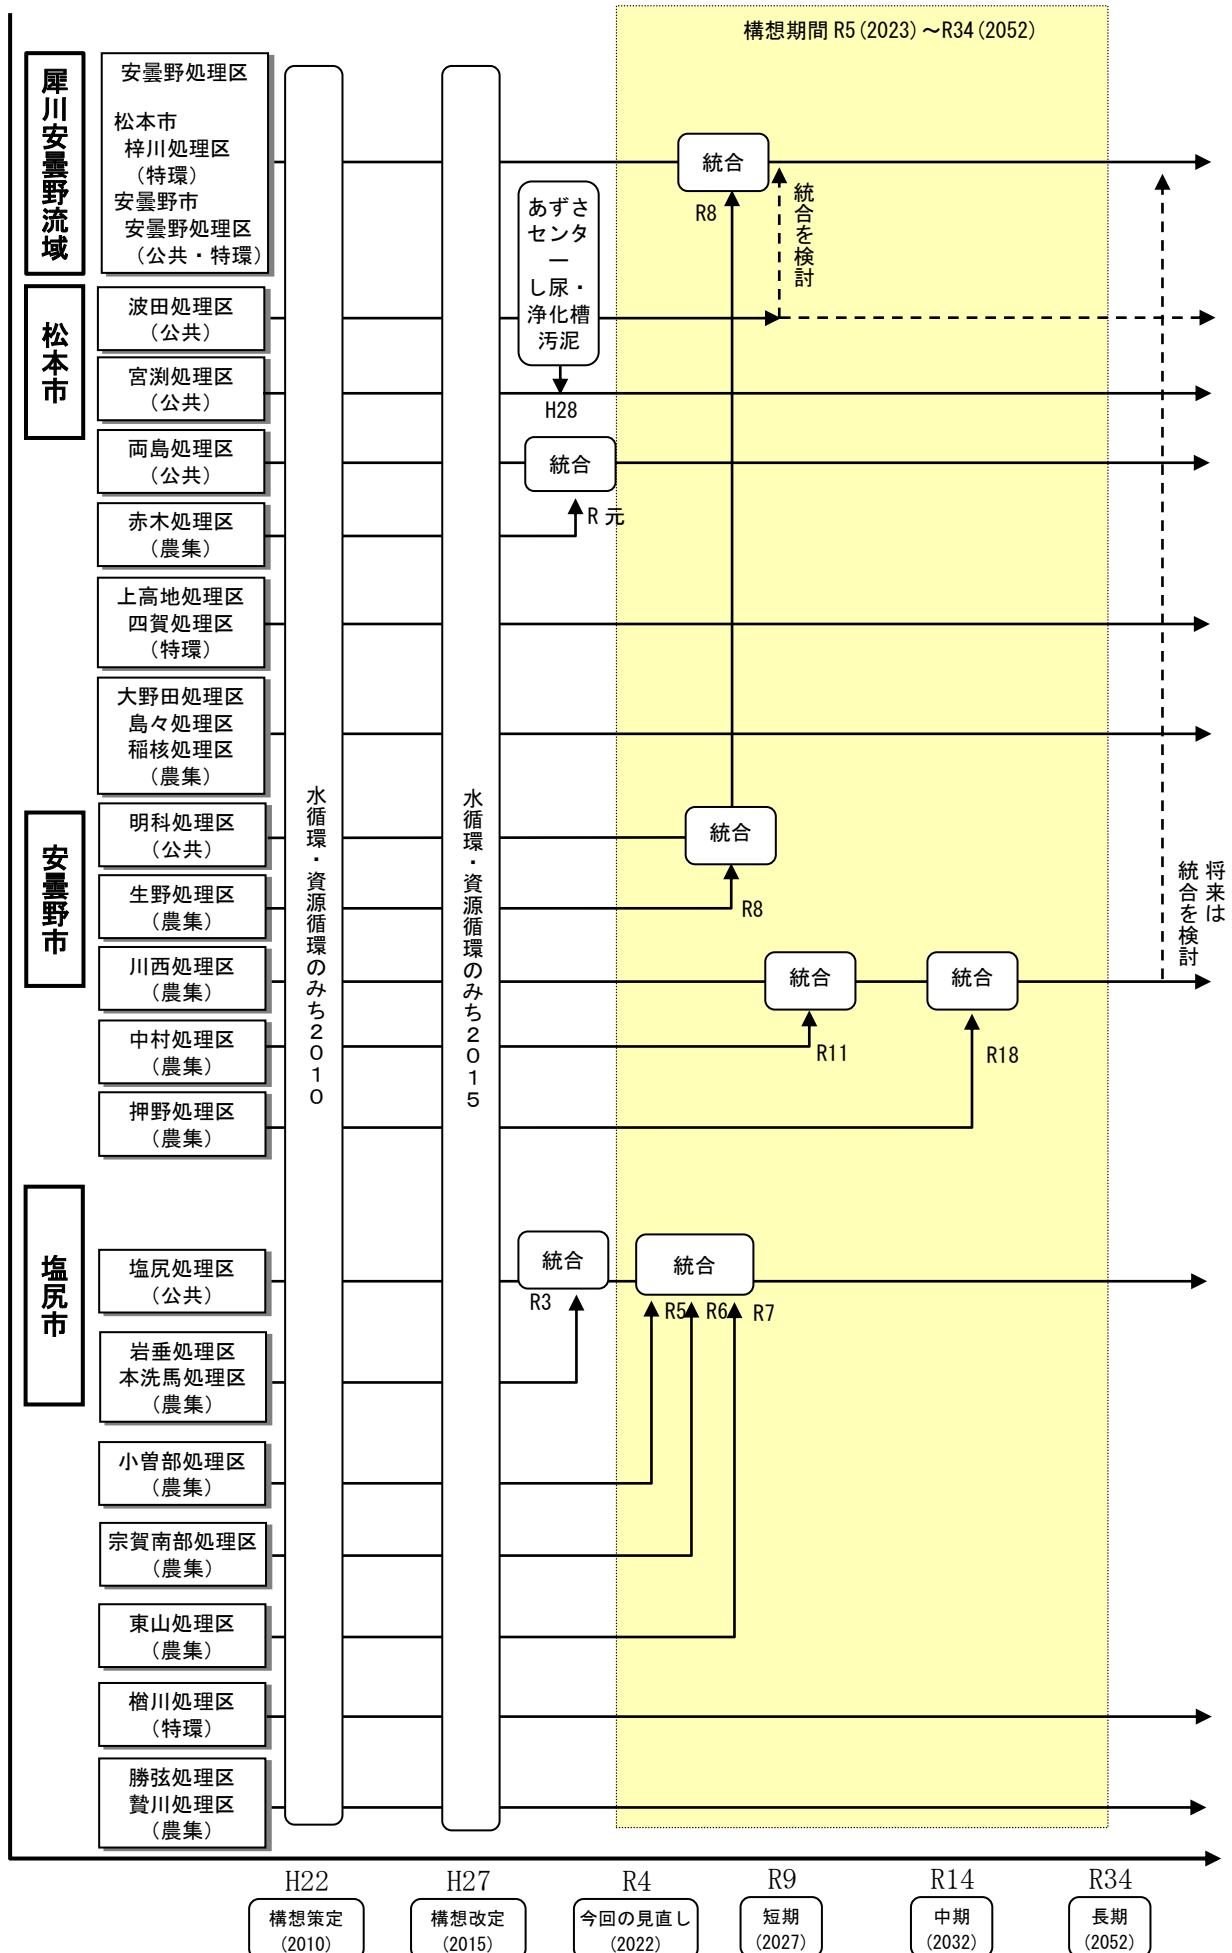 構想期間 R5(2023)～R34(2052)
犀川安曇野流域
安曇野処理区
松本市
梓川処理区
（特環）
安曇野市
安曇野処理区
（公共・特環）
統合
R8
統合を検討
あずさ
センタ
ー
し尿・
浄化槽
汚泥
H28
松本市
波田処理区
（公共）
宮渕処理区
（公共）
両島処理区
（公共）
統合
R元
赤木処理区
（農集）
上高地処理区
四賀処理区
（特環）
大野田処理区
島々処理区
稲核処理区
（農集）
水循環・資源循環のみち２０１０
水循環・資源循環のみち２０１５
安曇野市
明科処理区
（公共）
統合
生野処理区
（農集）
R8
将来は
統合を検討
川西処理区
（農集）
統合
統合
中村処理区
（農集）
R11
R18
押野処理区
（農集）
塩尻市
塩尻処理区
（公共）
統合
統合
R3
R5
R6
R7
岩垂処理区
本洗馬処理区
（農集）
小曽部処理区
（農集）
宗賀南部処理区
（農集）
東山処理区
（農集）
楢川処理区
（特環）
勝弦処理区
贄川処理区
（農集）
H22
H27
R4
R9
R14
R34
構想策定
(2010)
構想改定
(2015)
今回の見直し
(2022)
短期
(2027)
中期
(2032)
長期
(2052)